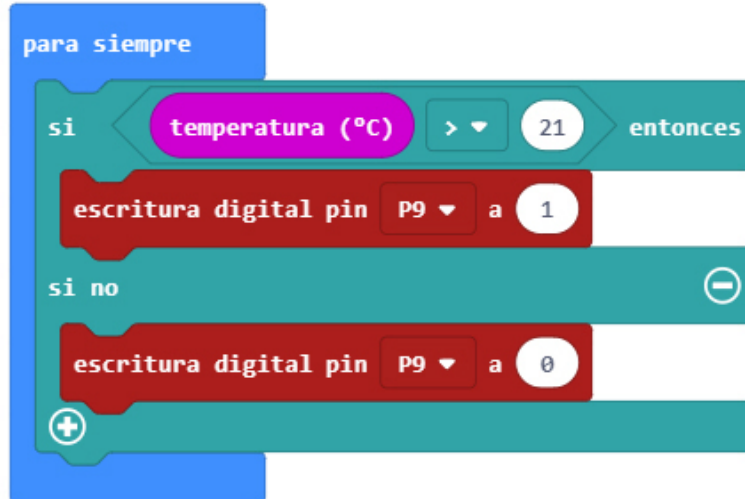 para siempre
si temperatura (°C) > 21 entonces
escritura digital pin P9 a 1
si no
escritura digital pin P9 a 0